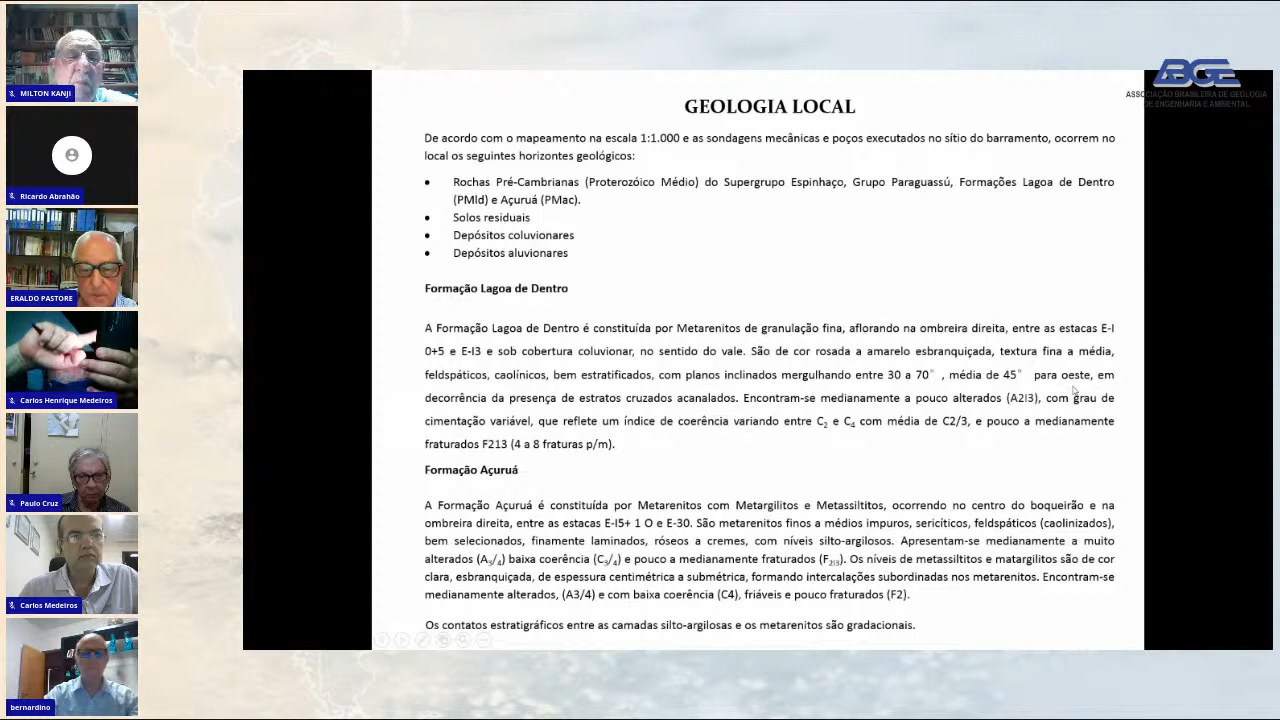 MILTON KANJI
Ricardo Abrahão
ERALDO PASTORE
Carlos Henrique Medeiros
Paulo Cruz
Carlos Medeiros
bernardino
ABGE
ASSOCIAÇÃO BRASILEIRA DE GEOLOGIA
DE ENGENHARIA E AMBIENTAL
GEOLOGIA LOCAL
De acordo com o mapeamento na escala 1:1.000 e as sondagens mecânicas e poços executados no sítio do barramento, ocorrem no
local os seguintes horizontes geológicos:
• Rochas Pré-Cambrianas (Proterozóico Médio) do Supergrupo Espinhaço, Grupo Paraguassú, Formações Lagoa de Dentro
(PMld) e Açuruá (PMac).
• Solos residuais
• Depósitos coluvionares
• Depósitos aluvionares
Formação Lagoa de Dentro
A Formação Lagoa de Dentro é constituída por Metarenitos de granulação fina, aflorando na ombreira direita, entre as estacas E-I
0+5 e E-I3 e sob cobertura coluvionar, no sentido do vale. São de cor rosada a amarelo esbranquiçada, textura fina a média,
feldspáticos, caolínicos, bem estratificados, com planos inclinados mergulhando entre 30 a 70° , média de 45° para oeste, em
decorrência da presença de estratos cruzados acanalados. Encontram-se medianamente a pouco alterados (A2I3), com grau de
cimentação variável, que reflete um índice de coerência variando entre C2 e C4 com média de C2/3, e pouco a medianamente
fraturados F213 (4 a 8 fraturas p/m).
Formação Açuruá
A Formação Açuruá é constituída por Metarenitos com Metargilitos e Metassiltitos, ocorrendo no centro do boqueirão e na
ombreira direita, entre as estacas E-I5+ 1 O e E-30. São metarenitos finos a médios impuros, sericíticos, feldspáticos (caolinizados),
bem selecionados, finamente laminados, róseos a cremes, com níveis silto-argilosos. Apresentam-se medianamente a muito
alterados (A3/4) baixa coerência (C3/4) e pouco a medianamente fraturados (F2I3). Os níveis de metassiltitos e matargilitos são de cor
clara, esbranquiçada, de espessura centimétrica a submétrica, formando intercalações subordinadas nos metarenitos. Encontram-se
medianamente alterados, (A3/4) e com baixa coerência (C4), friáveis e pouco fraturados (F2).
Os contatos estratigráficos entre as camadas silto-argilosas e os metarenitos são gradacionais.